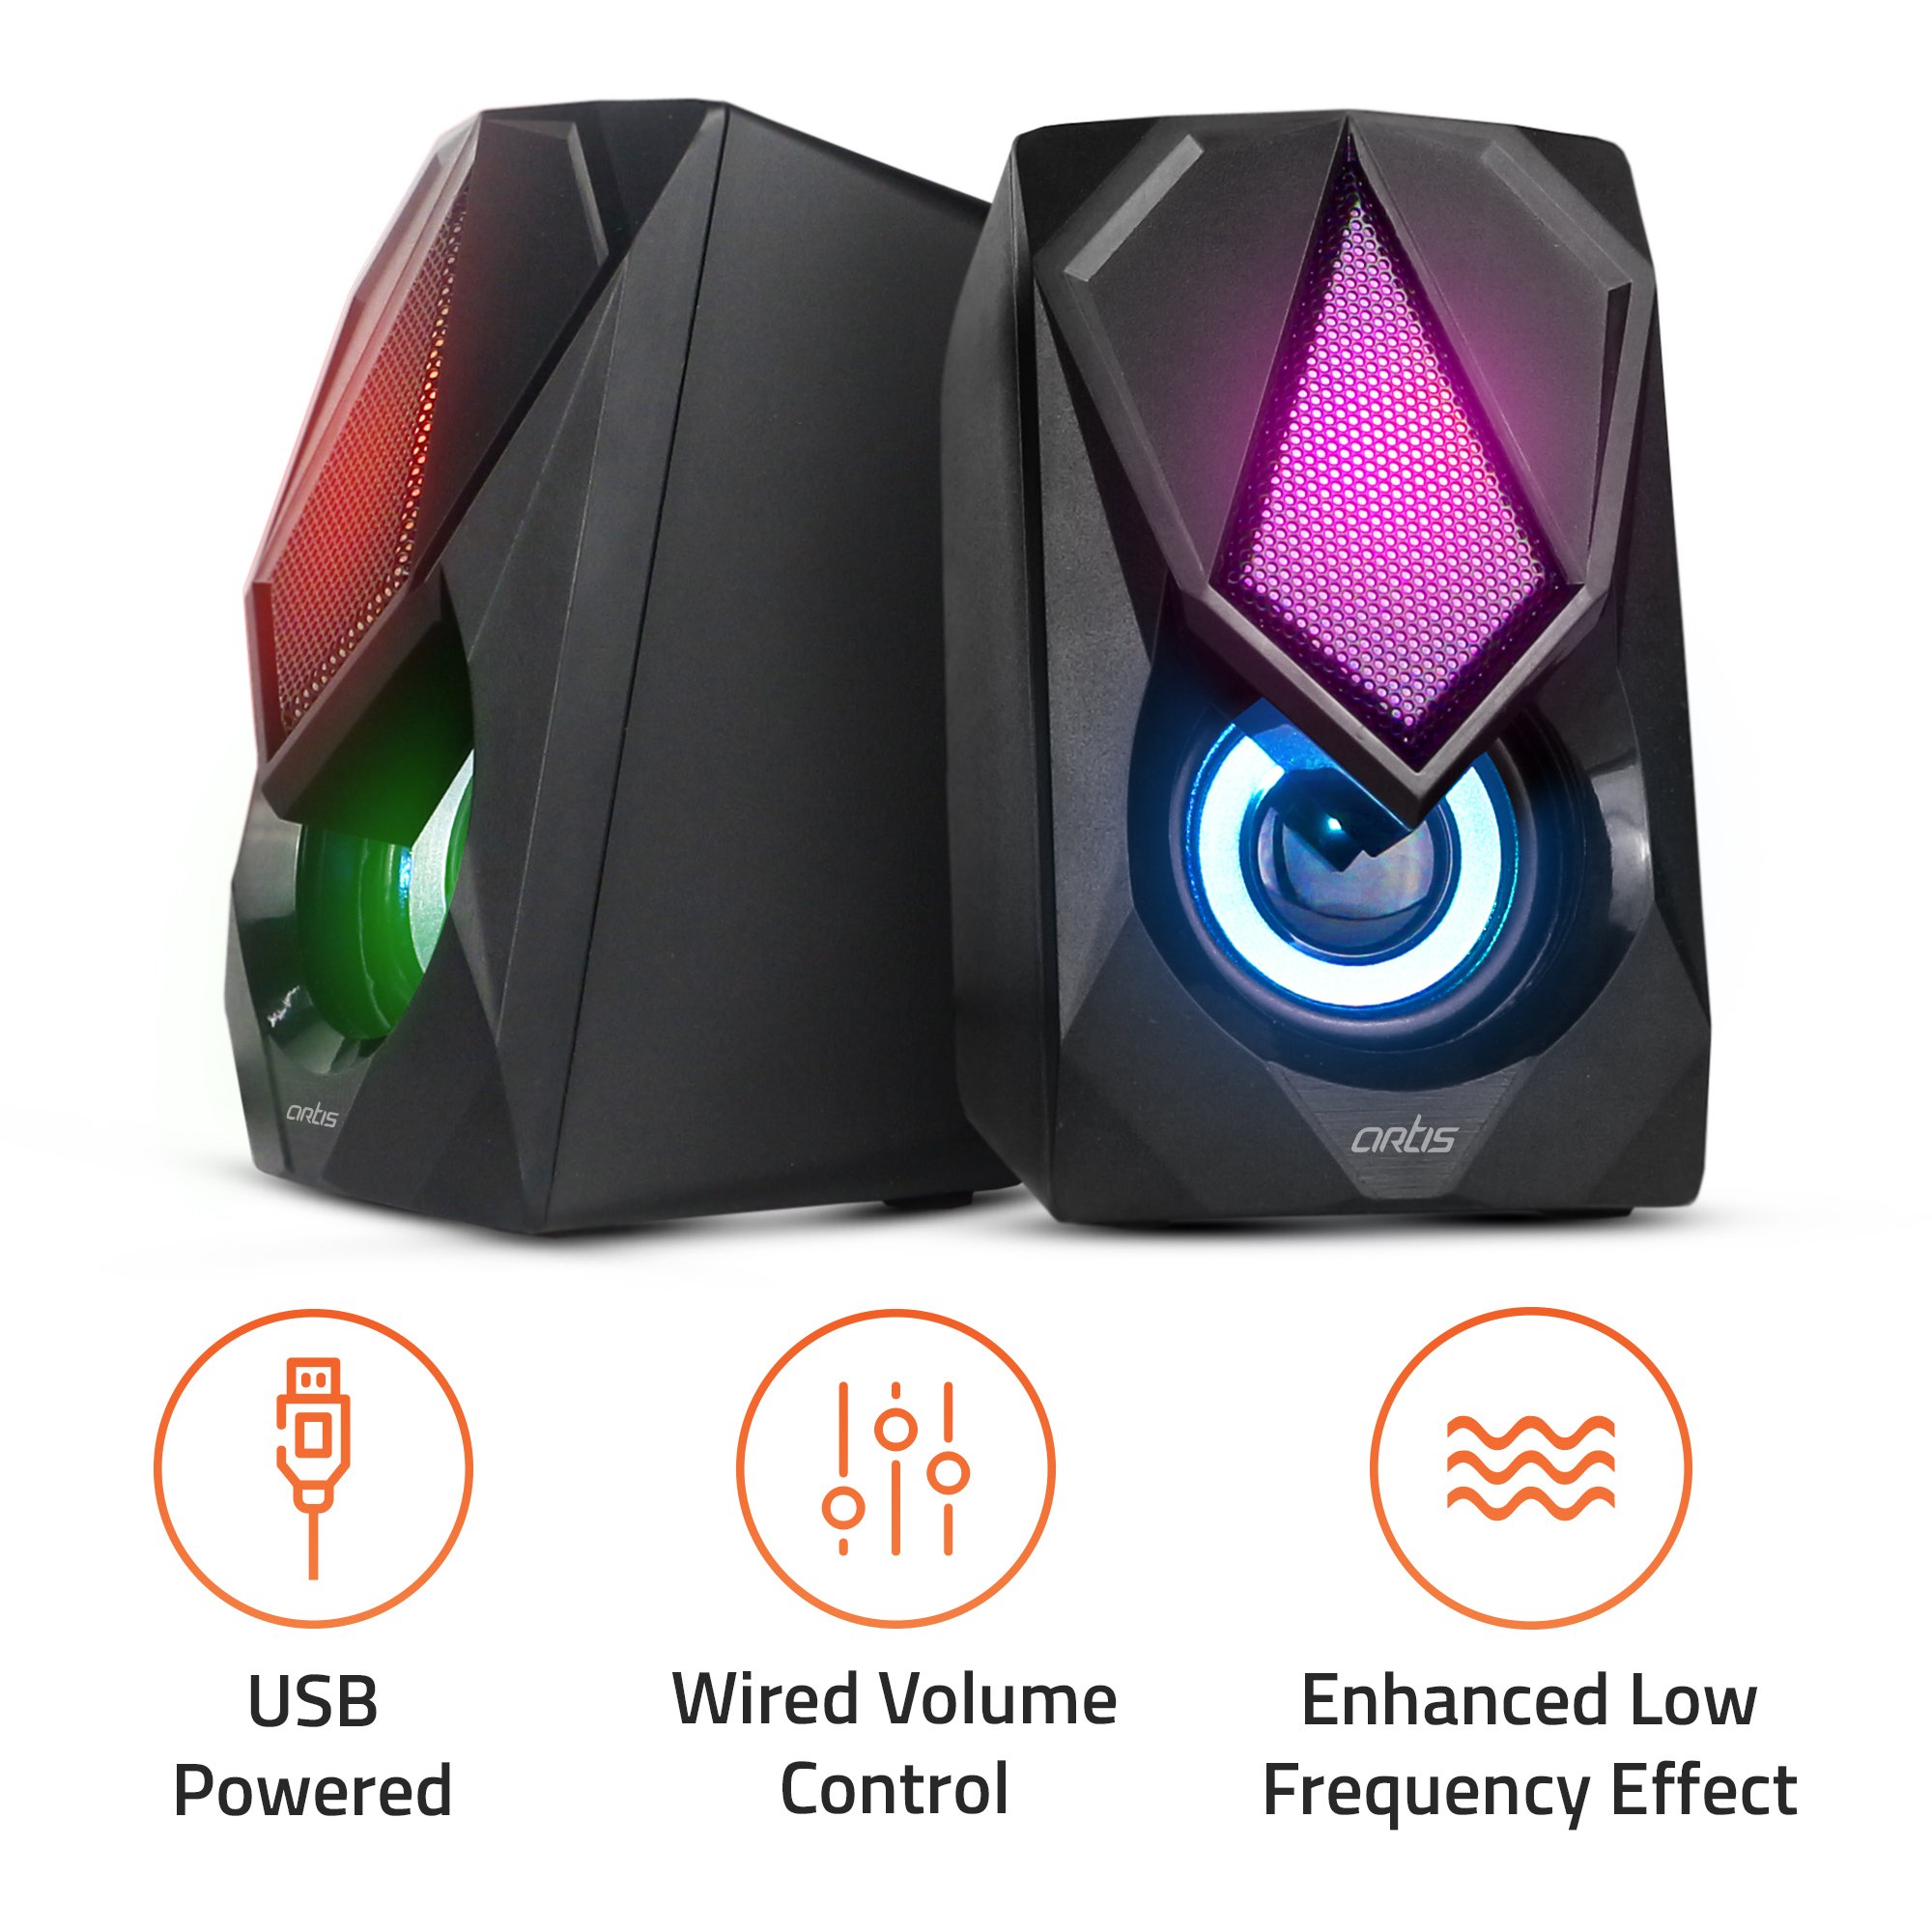 artis
artis
USB
Powered
Wired Volume
Control
Enhanced Low
Frequency Effect